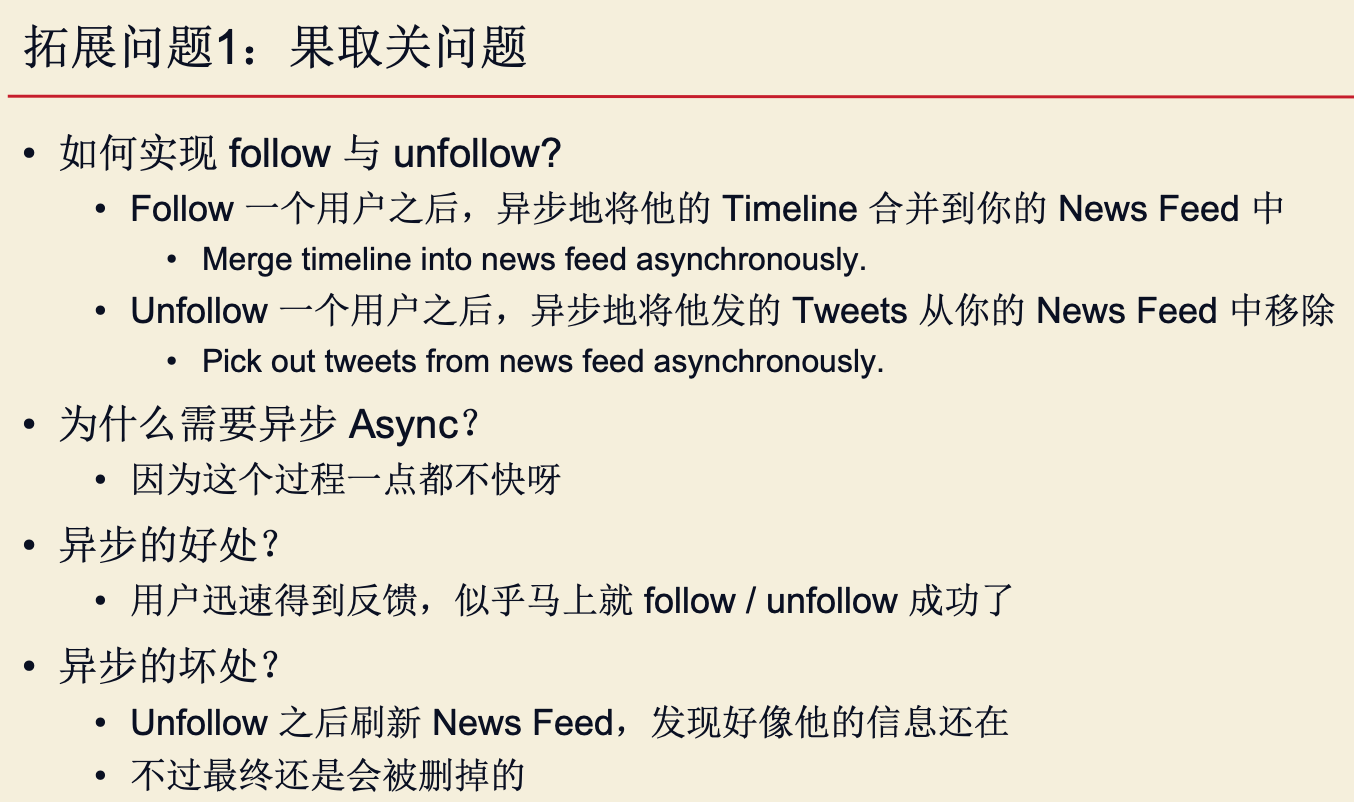 拓展问题1：果取关问题
• 如何实现 follow 与 unfollow?
• Follow 一个用户之后，异步地将他的 Timeline 合并到你的 News Feed 中
• Merge timeline into news feed asynchronously.
• Unfollow 一个用户之后，异步地将他发的 Tweets 从你的 News Feed 中移除
• Pick out tweets from news feed asynchronously.
• 为什么需要异步 Async？
• 因为这个过程一点都不快呀
• 异步的好处？
• 用户迅速得到反馈，似乎马上就 follow / unfollow 成功了
• 异步的坏处？
• Unfollow 之后刷新 News Feed，发现好像他的信息还在
• 不过最终还是会被删掉的